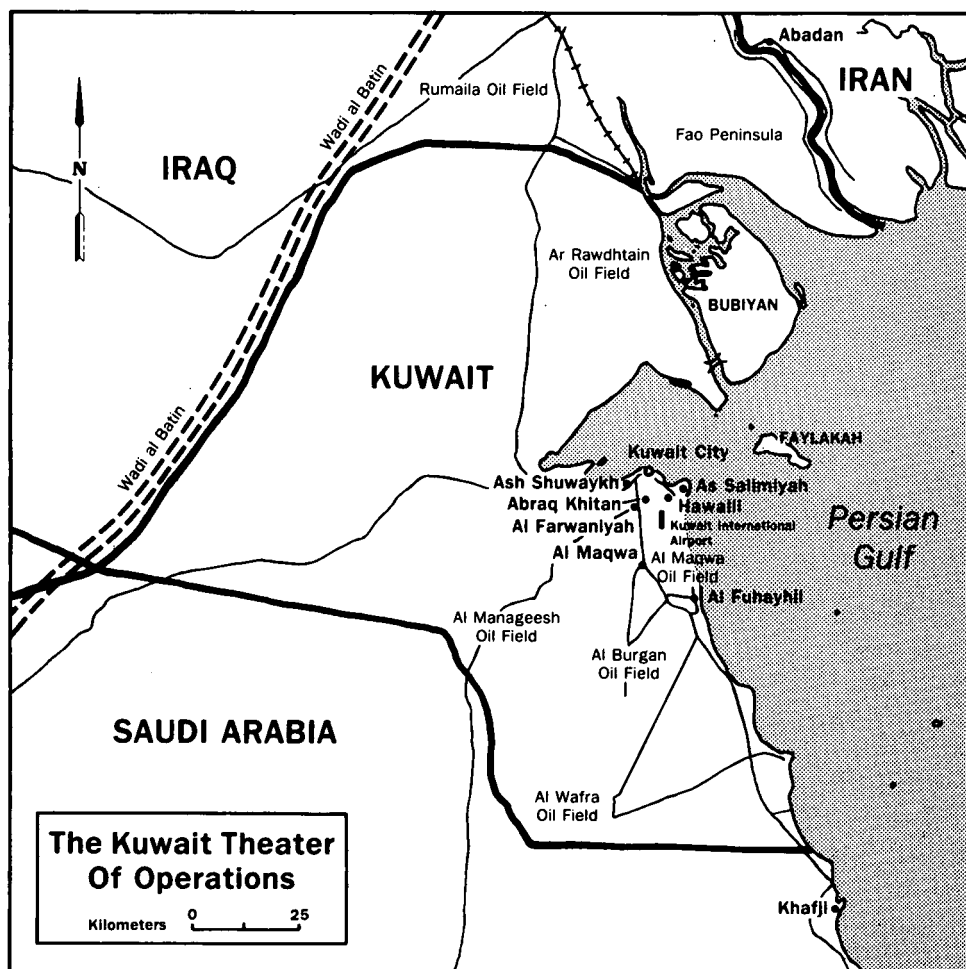 Abadan
IRAN
Rumaila Oil Field
Wadi al Batin
Fao Peninsula
IRAQ
N
Ar Rawdhtain
Oil Field
BUBIYAN
KUWAIT
Wadi al Batin
FAYLAKAH
Kuwait City
Ash Shuwaykh
As Salimiyah
Abraq Khitan
Hawalli
Al Farwaniyah
Kuwait International
Airport
Persian
Gulf
Al Maqwa
Al Maqwa
Oil Field
Al Fuhayhil
Al Manageesh
Oil Field
Al Burgan
Oil Field
SAUDI ARABIA
Al Wafra
Oil Field
The Kuwait Theater
Of Operations
Kilometers 0 25
Khafji